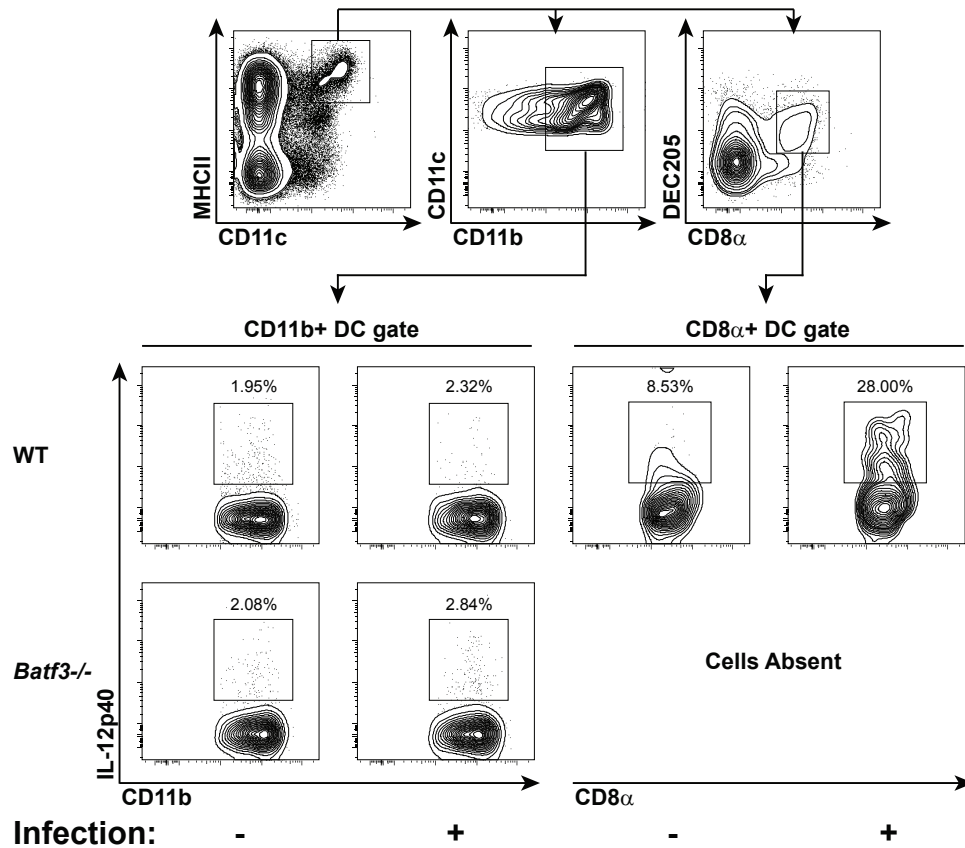 MHCII
CD11c
CD11c
CD11b
DEC205
CD8α
CD11b+ DC gate
CD8α+ DC gate
WT
1.95%
2.32%
8.53%
28.00%
Batf3-/-
2.08%
2.84%
Cells Absent
IL-12p40
CD11b
CD8α
Infection: - + - +